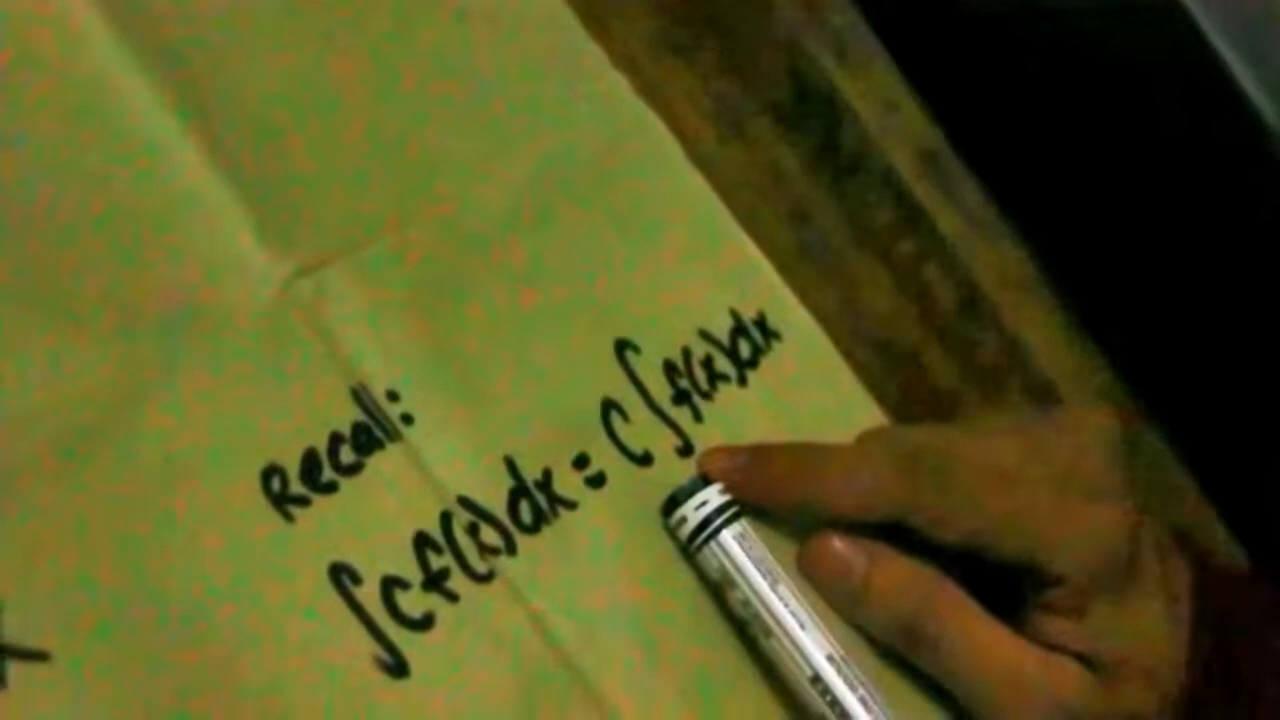 Recall:
∫cf(x)dx = C∫f(x)dx